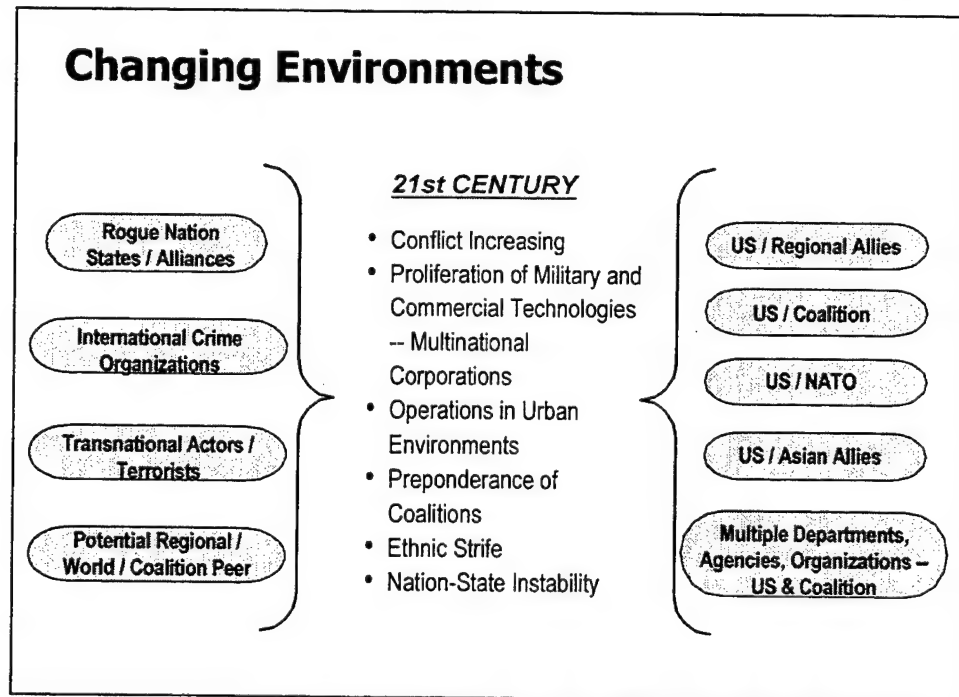 Changing Environments
Rogue Nation
States / Alliances
International Crime
Organizations
Transnational Actors /
Terrorists
Potential Regional /
World / Coalition Peer
21st CENTURY
• Conflict Increasing
• Proliferation of Military and
Commercial Technologies
-- Multinational
Corporations
• Operations in Urban
Environments
• Preponderance of
Coalitions
• Ethnic Strife
• Nation-State Instability
US / Regional Allies
US / Coalition
US / NATO
US / Asian Allies
Multiple Departments,
Agencies, Organizations –
US & Coalition